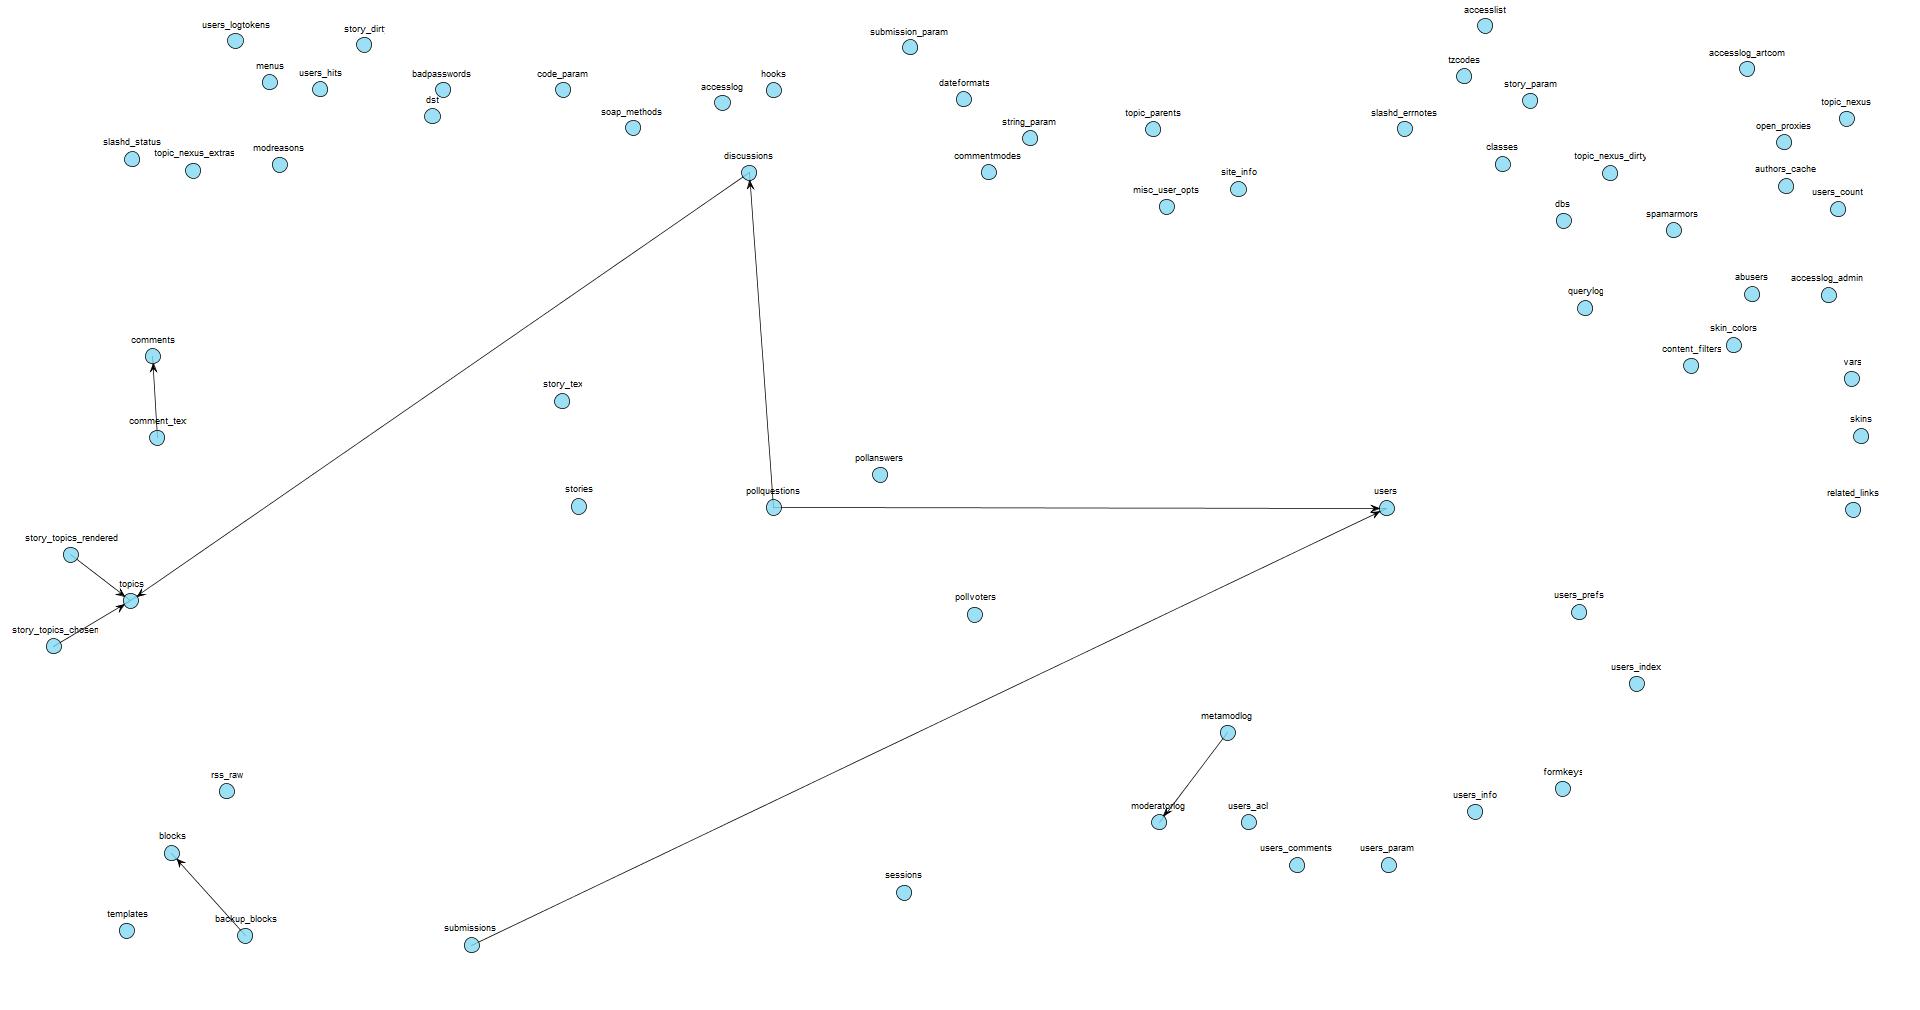 accesslist
users_logtokens
story_dirt
submission_param
accesslog_artcom
tzcodes
menus
users_hits
badpasswords
code_param
hooks
dateformats
story_param
accesslog
dst
topic_nexus
soap_methods
topic_parents
slashd_errnotes
string_param
open_proxies
slashd_status
topic_nexus_extras
modreasons
discussions
commentmodes
classes
topic_nexus_dirty
site_info
authors_cache
misc_user_opts
users_count
dbs
spamarmors
abusers
accesslog_admin
querylog
skin_colors
comments
content_filters
vars
story_tex
comment_tex
skins
pollanswers
stories
pollquestions
users
related_links
story_topics_rendered
topics
pollvoters
users_prefs
story_topics_chosen
users_index
metamodlog
rss_raw
formkeys
users_info
moderatorlog
users_acl
blocks
users_comments
users_param
sessions
templates
backup_blocks
submissions